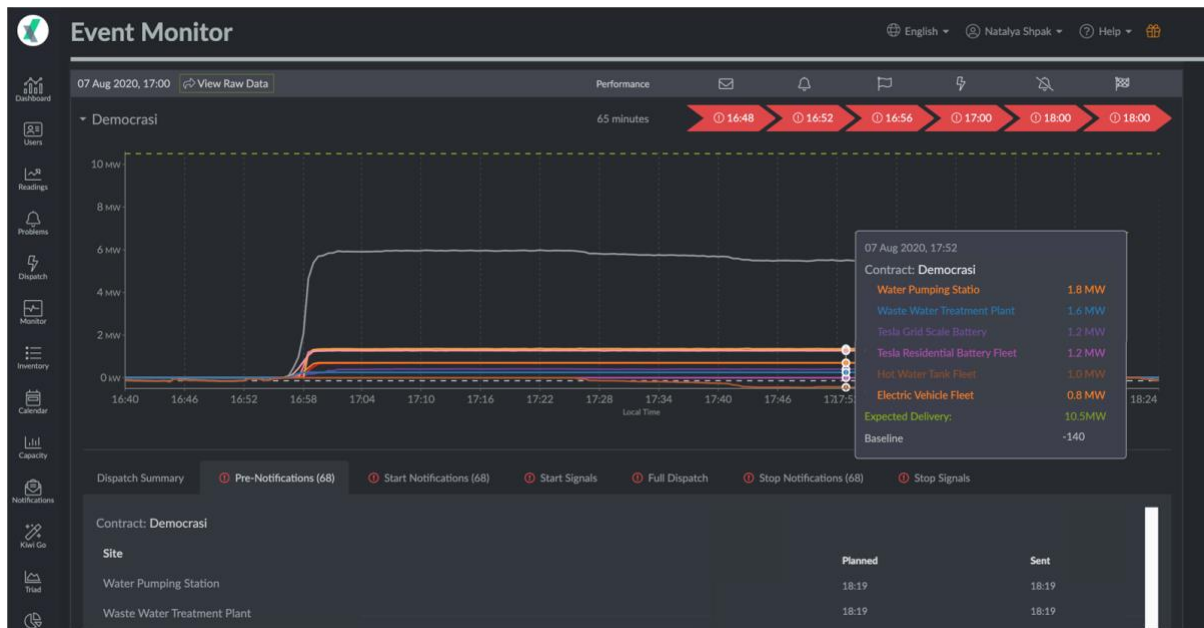 Event Monitor
English
Natalya Shpak
Help
Dashboard
Users
Readings
Problems
Dispatch
Monitor
Inventory
Calendar
Capacity
Notifications
Kiwi Go
Triad
07 Aug 2020, 17:00 View Raw Data Performance
Democrasi 65 minutes 16:48 16:52 16:56 17:00 18:00 18:00
10 MW
8 MW
6 MW
4 MW
2 MW
0 kW
16:40 16:46 16:52 16:58 17:04 17:10 17:16 17:22 17:28 17:34 17:40 17:46 18:24
Local Time
07 Aug 2020, 17:52
Contract: Democrasi
Water Pumping Statio 1.8 MW
Waste Water Treatment Plant 1.6 MW
Tesla Grid Scale Battery 1.2 MW
Tesla Residential Battery Fleet 1.2 MW
Hot Water Tank Fleet 1.0 MW
Electric Vehicle Fleet 0.8 MW
Expected Delivery: 10.5MW
Baseline -140
Dispatch Summary Pre-Notifications (68) Start Notifications (68) Start Signals Full Dispatch Stop Notifications (68) Stop Signals
Contract: Democrasi
Site Planned Sent
Water Pumping Station 18:19 18:19
Waste Water Treatment Plant 18:19 18:19